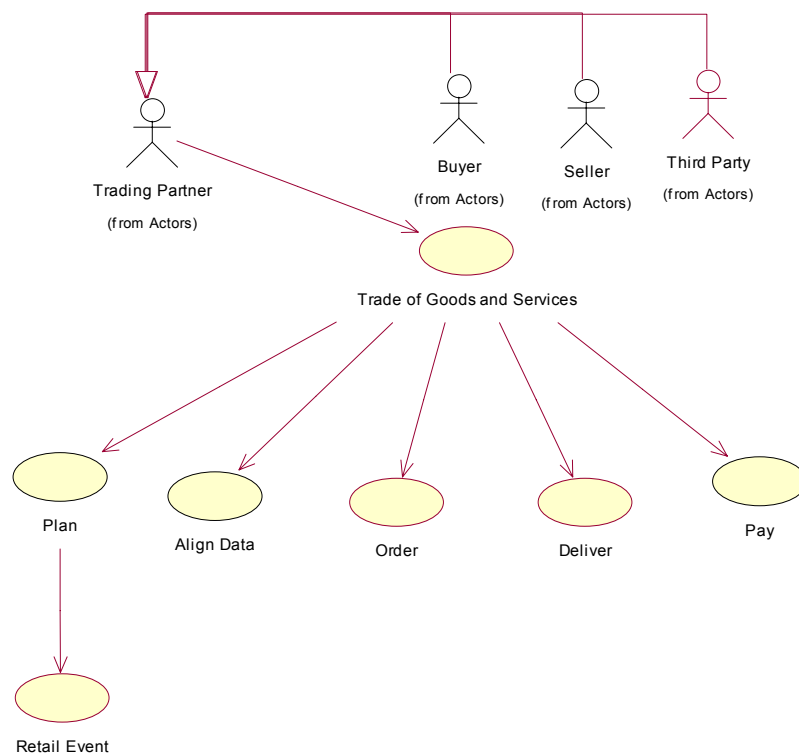 Trading Partner
(from Actors)
Buyer
(from Actors)
Seller
(from Actors)
Third Party
(from Actors)
Trade of Goods and Services
Plan
Align Data
Order
Deliver
Pay
Retail Event